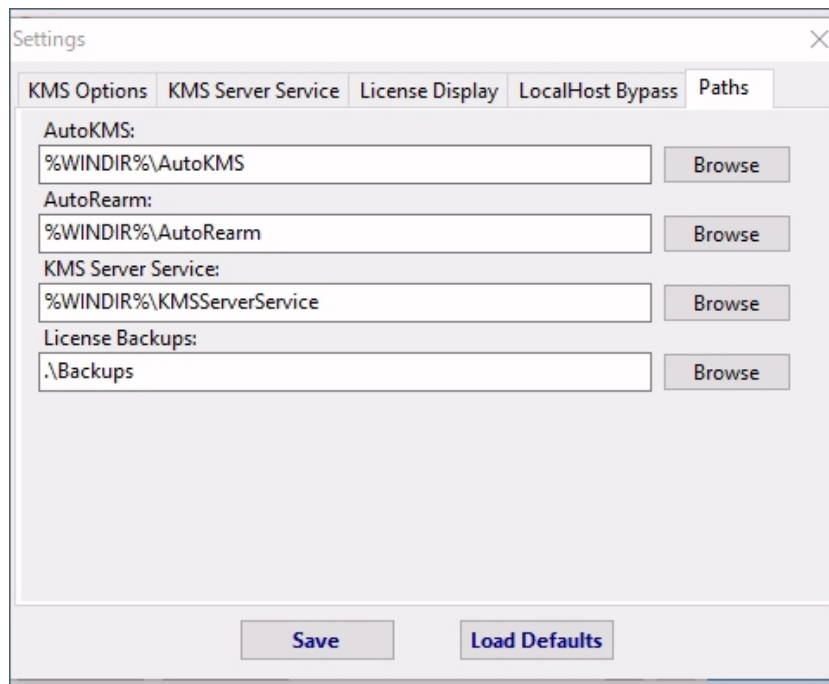 Settings
KMS Options KMS Server Service License Display LocalHost Bypass Paths
AutoKMS:
%WINDIR%\AutoKMS Browse
AutoRearm:
%WINDIR%\AutoRearm Browse
KMS Server Service:
%WINDIR%\KMSServerService Browse
License Backups:
.\Backups Browse
Save Load Defaults